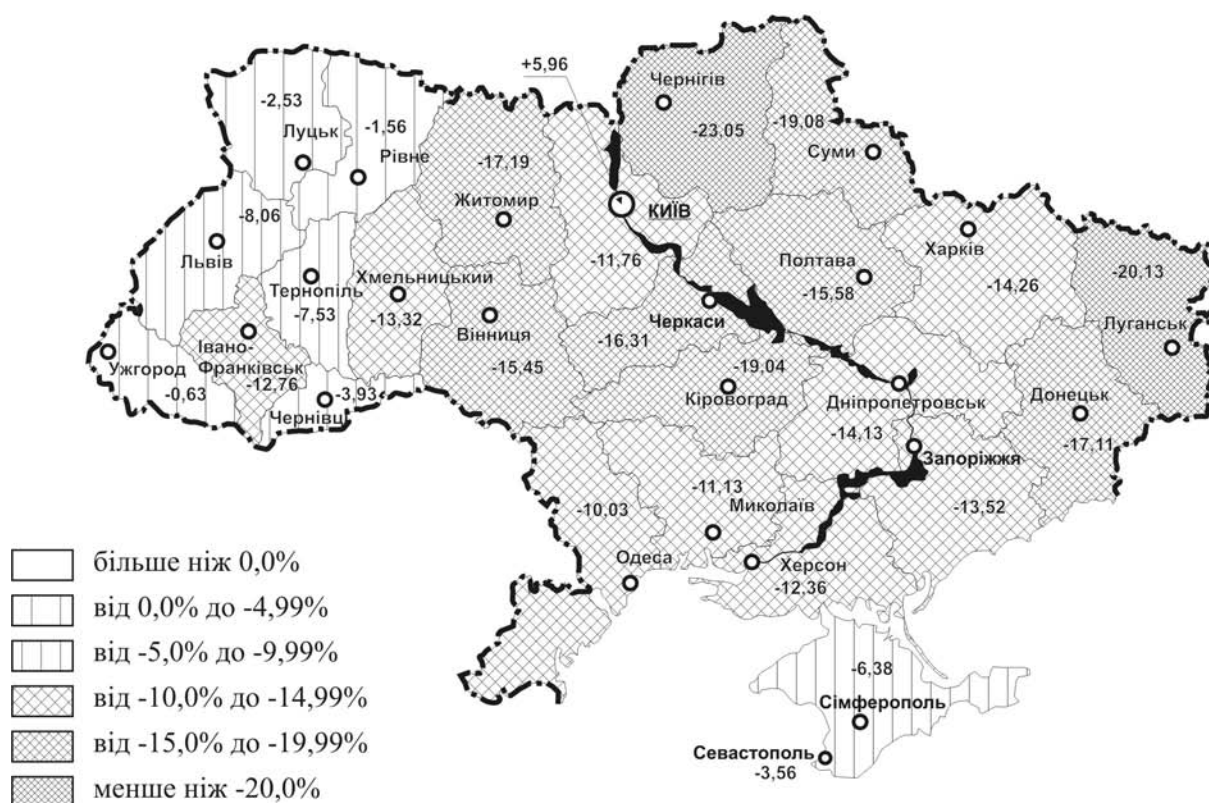 +5,96
Чернігів
-23,05
-19,08
Суми
-2,53
Луцьк
-1,56
Рівне
-17,19
Житомир
КИЇВ
-11,76
-8,06
Львів
Тернопіль
-7,53
Хмельницький
-13,32
Вінниця
-15,45
Полтава
-15,58
Харків
-14,26
-20,13
Луганськ
Черкаси
-16,31
Ужгород
-0,63
Івано-
Франківськ
-12,76
Чернівці
-3,93
-19,04
Кіровоград
Дніпропетровськ
-14,13
Донецьк
-17,11
Запоріжжя
-13,52
-10,03
Одеса
-11,13
Миколаїв
Херсон
-12,36
-6,38
Сімферополь
Севастополь
-3,56
більше ніж 0,0%
від 0,0% до -4,99%
від -5,0% до -9,99%
від -10,0% до -14,99%
від -15,0% до -19,99%
менше ніж -20,0%